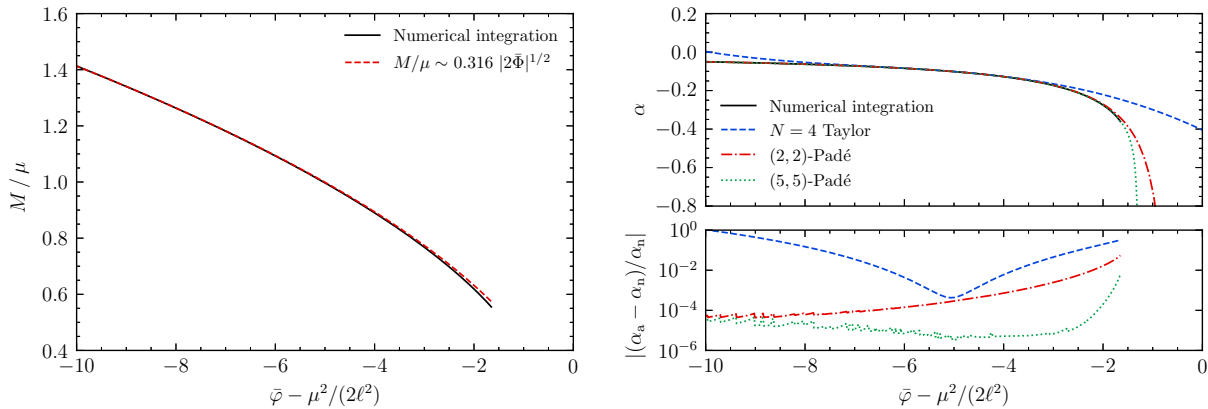 1.6
1.4
1.2
1.0
0.8
0.6
0.4
M / μ
Numerical integration
M/μ ∼ 0.316 |2Φ̄|^{1/2}
−10
−8
−6
−4
−2
0
φ̄ − μ²/(2ℓ²)
0.2
0.0
−0.2
−0.4
−0.6
−0.8
α
Numerical integration
N = 4 Taylor
(2, 2)-Padé
(5, 5)-Padé
10⁰
10⁻²
10⁻⁴
10⁻⁶
|(α_a − α_n)/α_n|
−10
−8
−6
−4
−2
0
φ̄ − μ²/(2ℓ²)